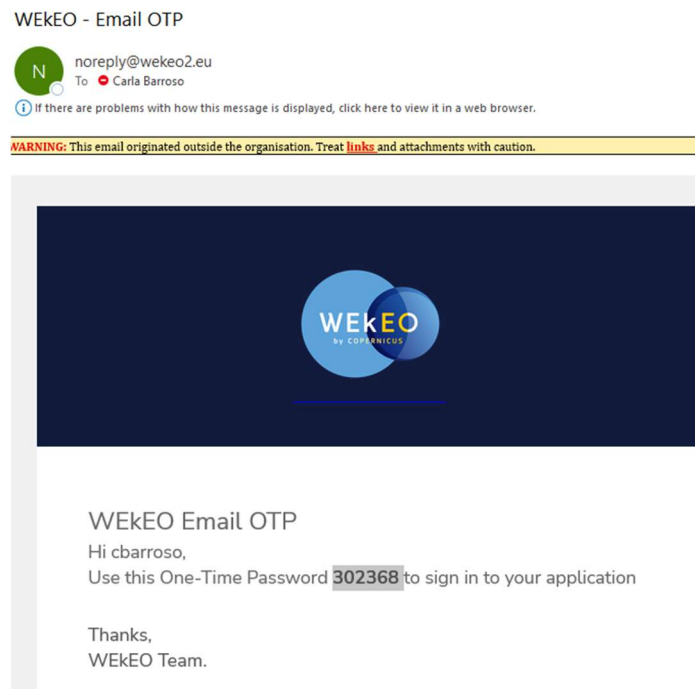 WEkEO - Email OTP
N
noreply@wekeo2.eu
To Carla Barroso
If there are problems with how this message is displayed, click here to view it in a web browser.
WARNING: This email originated outside the organisation. Treat links and attachments with caution.
WEkEO
by COPERNICUS
WEkEO Email OTP
Hi cbarroso,
Use this One-Time Password 302368 to sign in to your application
Thanks,
WEkEO Team.